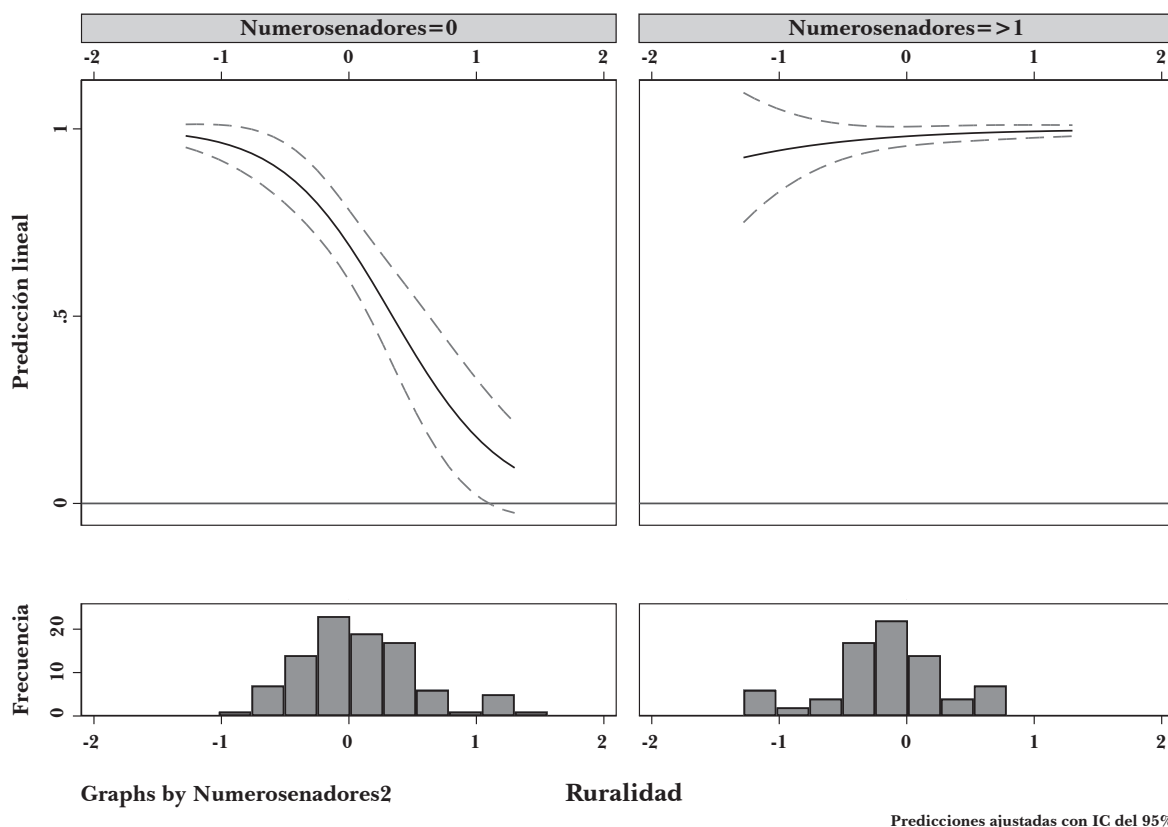 Numerosenadores=0 Numerosenadores=>1
-2 -1 0 1 2 -2 -1 0 1 2
Predicción lineal
1
.5
0
Frecuencia
20
10
0
-2 -1 0 1 2 -2 -1 0 1 2
Graphs by Numerosenadores2 Ruralidad
Predicciones ajustadas con IC del 95%